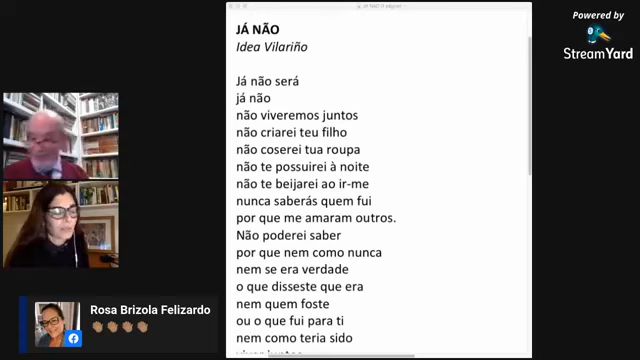 Powered by
StreamYard
JÁ NÃO
Idea Vilariño
Já não será
já não
não viveremos juntos
não criarei teu filho
não coserei tua roupa
não te possuirei à noite
não te beijarei ao ir-me
nunca saberás quem fui
por que me amaram outros.
Não poderei saber
por que nem como nunca
nem se era verdade
o que disseste que era
nem quem foste
ou o que fui para ti
nem como teria sido
Rosa Brizola Felizardo